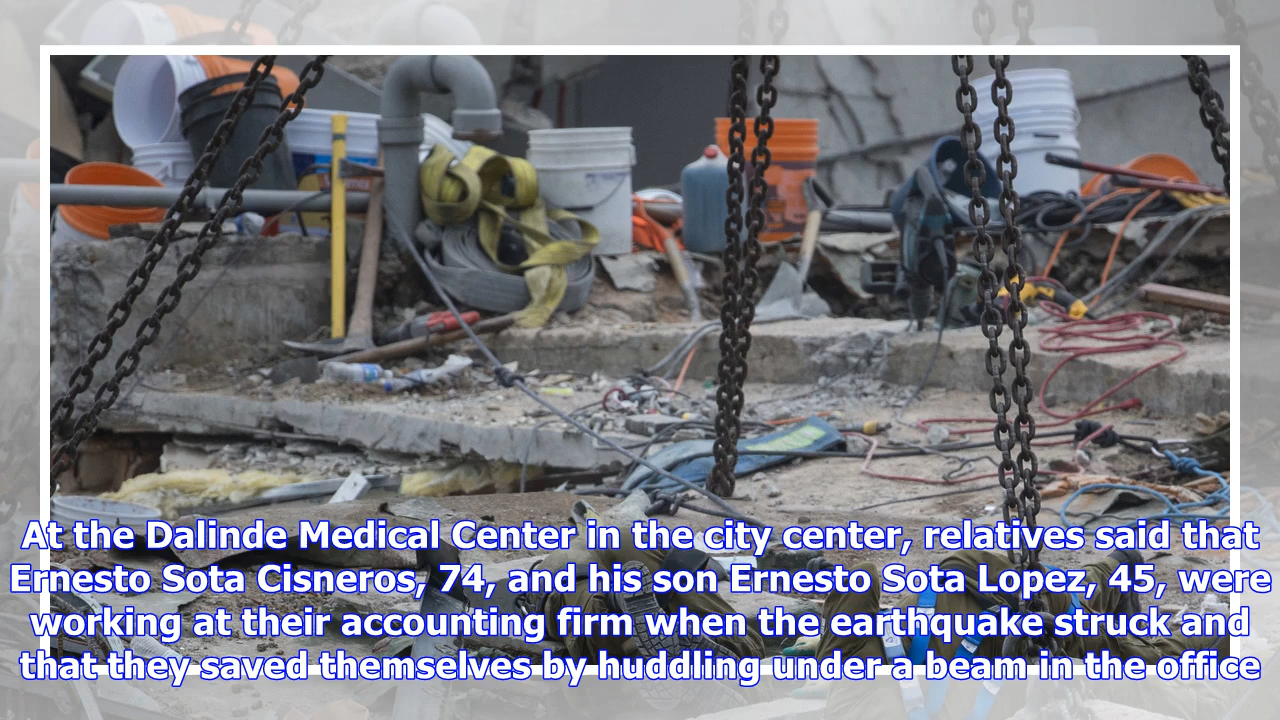 At the Dalinde Medical Center in the city center, relatives said that
Ernesto Sota Cisneros, 74, and his son Ernesto Sota Lopez, 45, were
working at their accounting firm when the earthquake struck and
that they saved themselves by huddling under a beam in the office